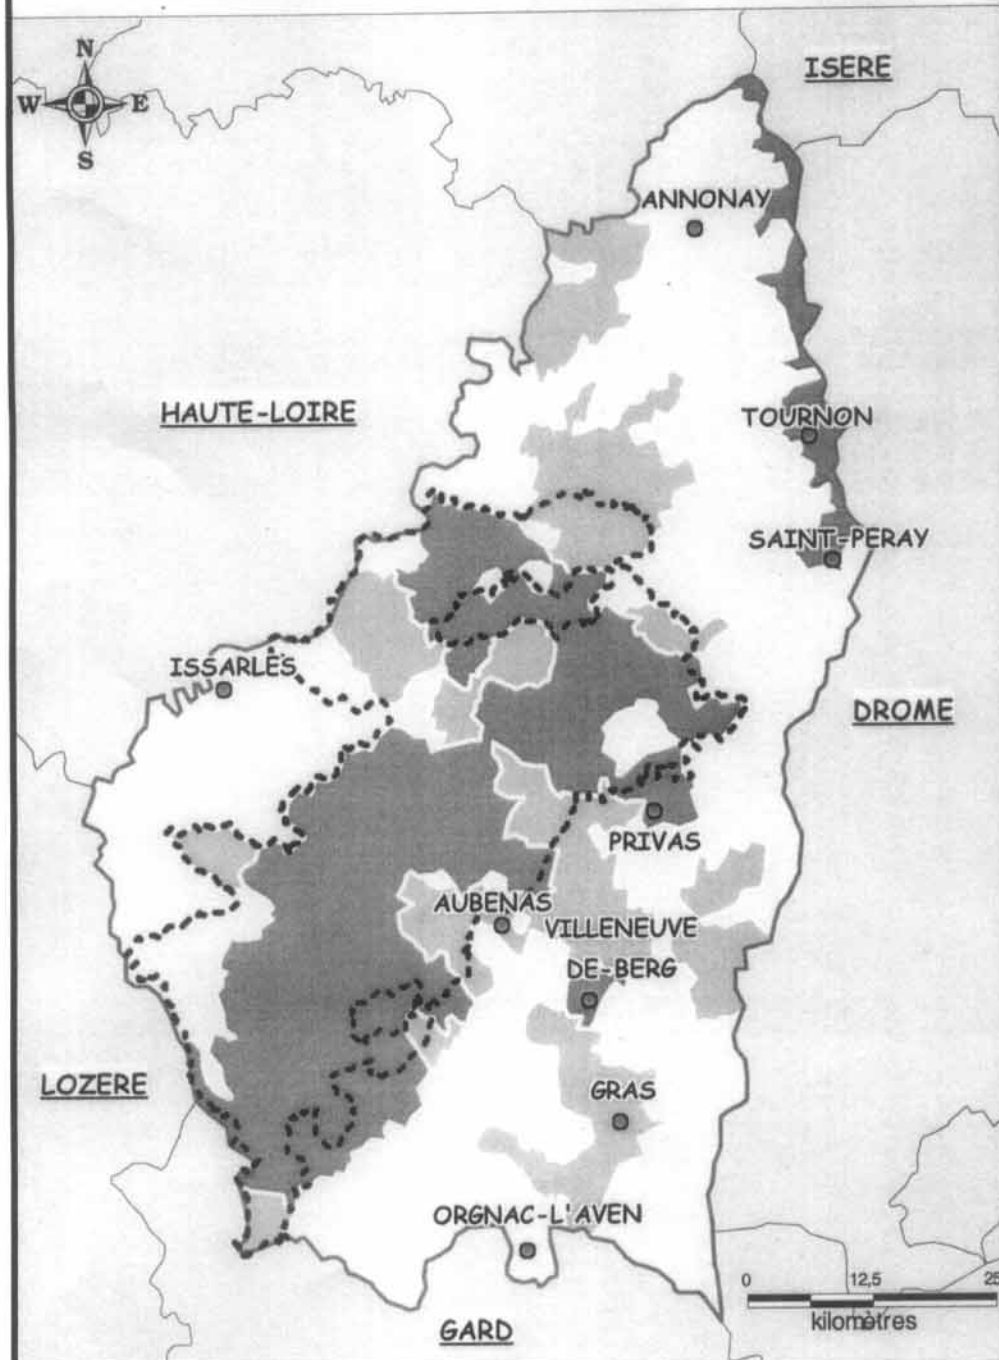 N
W E
S
ISERE
ANNONAY
HAUTE-LOIRE
TOURNON
SAINT-PERAY
ISSARLES
DROME
PRIVAS
AUBENAS
VILLENEUVE
DE-BERG
LOZERE
GRAS
ORGNAC-L'AVEN
0 12,5 25
kilomètres
GARD